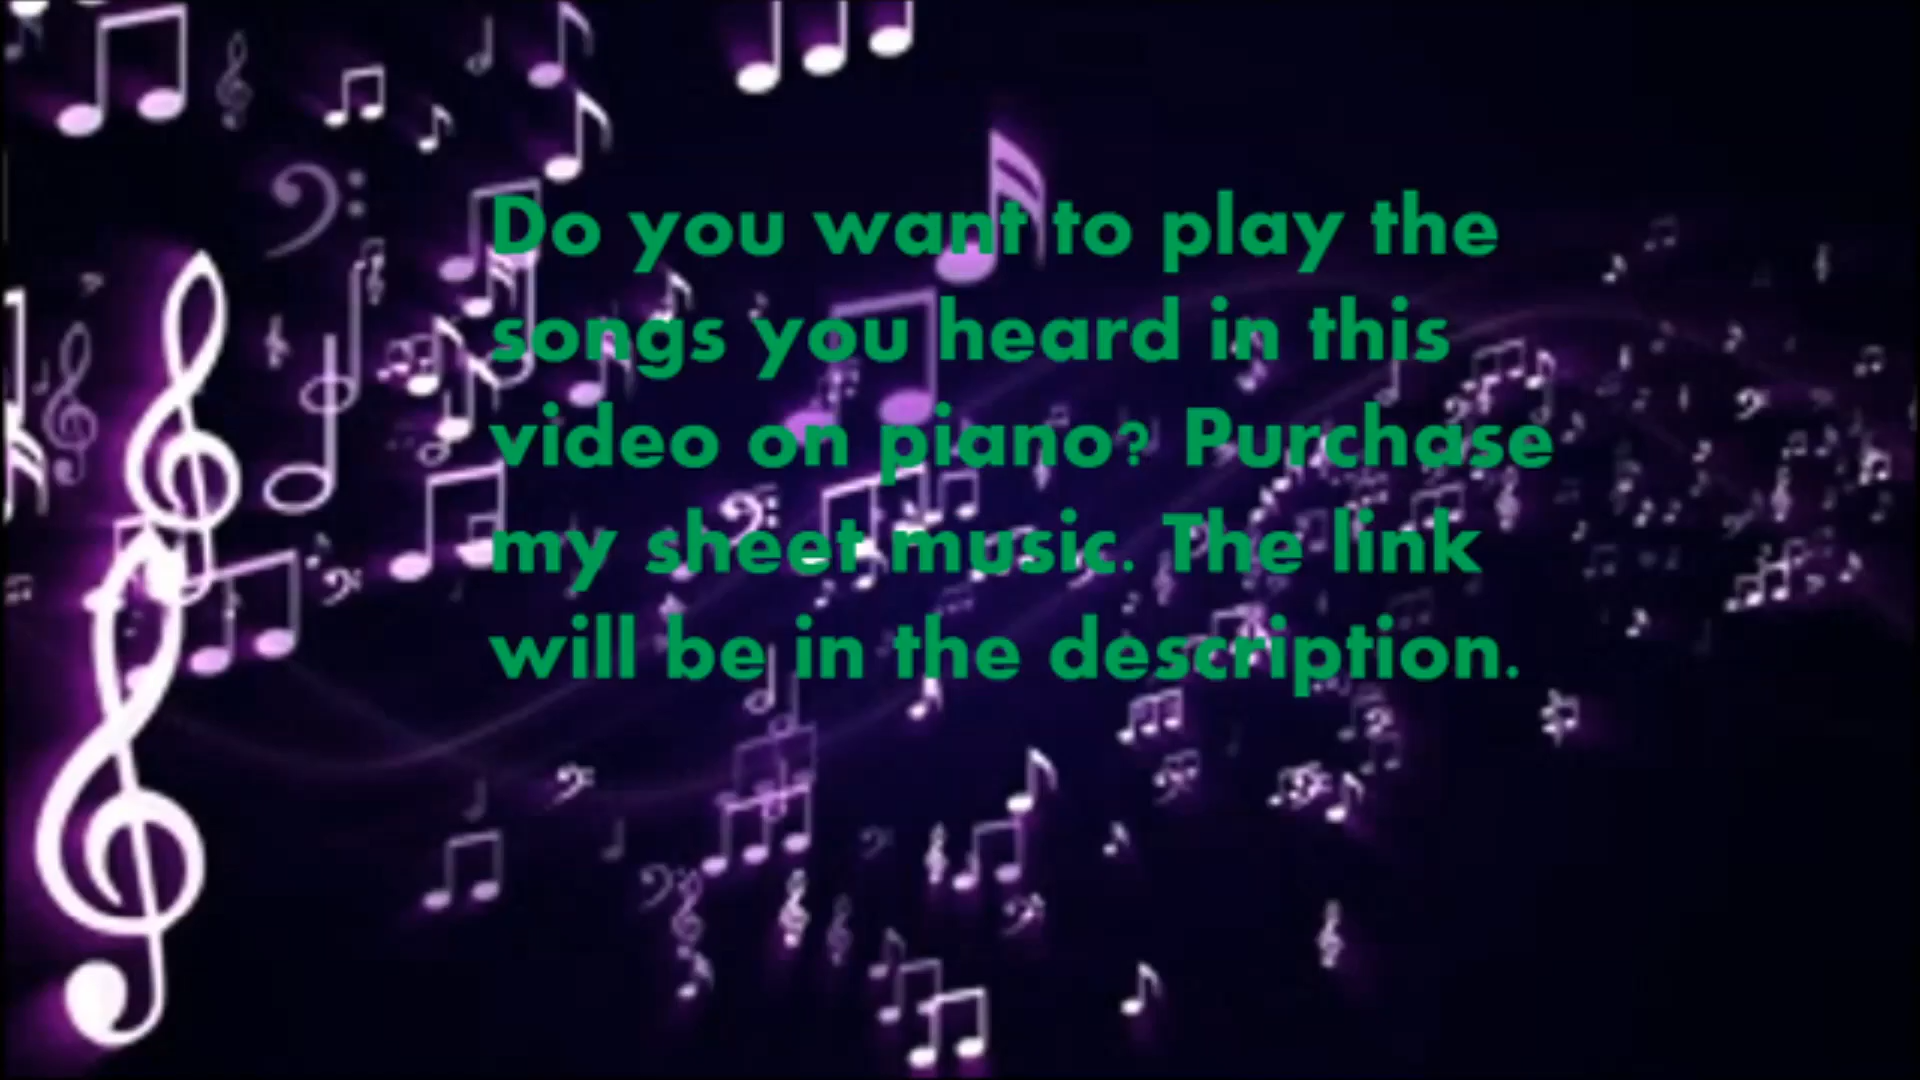 Do you want to play the
songs you heard in this
video on piano? Purchase
my sheet music. The link
will be in the description.